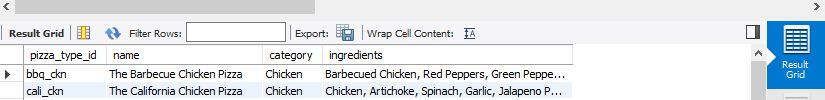 Result Grid Filter Rows: Export: Wrap Cell Content:
pizza_type_id name category ingredients
bbq_ckn The Barbecue Chicken Pizza Chicken Barbecued Chicken, Red Peppers, Green Peppe...
cali_ckn The California Chicken Pizza Chicken Chicken, Artichoke, Spinach, Garlic, Jalapeno P...
Result
Grid